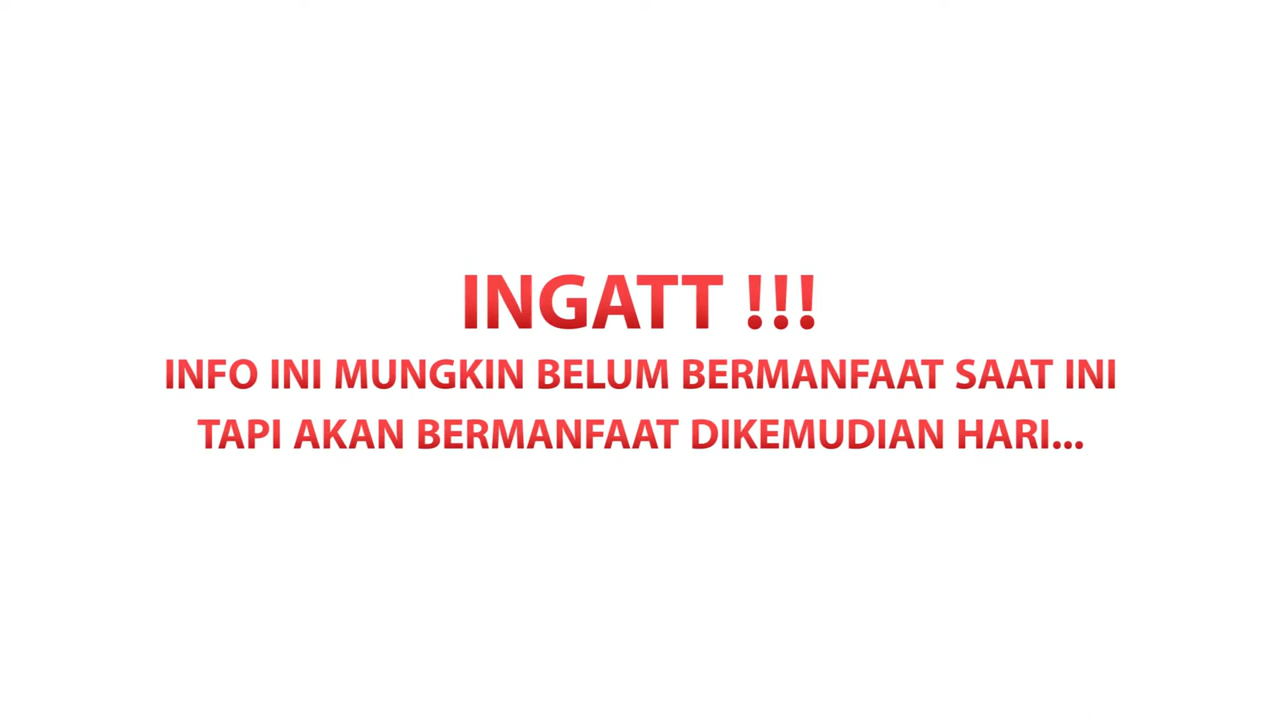 INGATT !!!
INFO INI MUNGKIN BELUM BERMANFAAT SAAT INI
TAPI AKAN BERMANFAAT DIKEMUDIAN HARI...